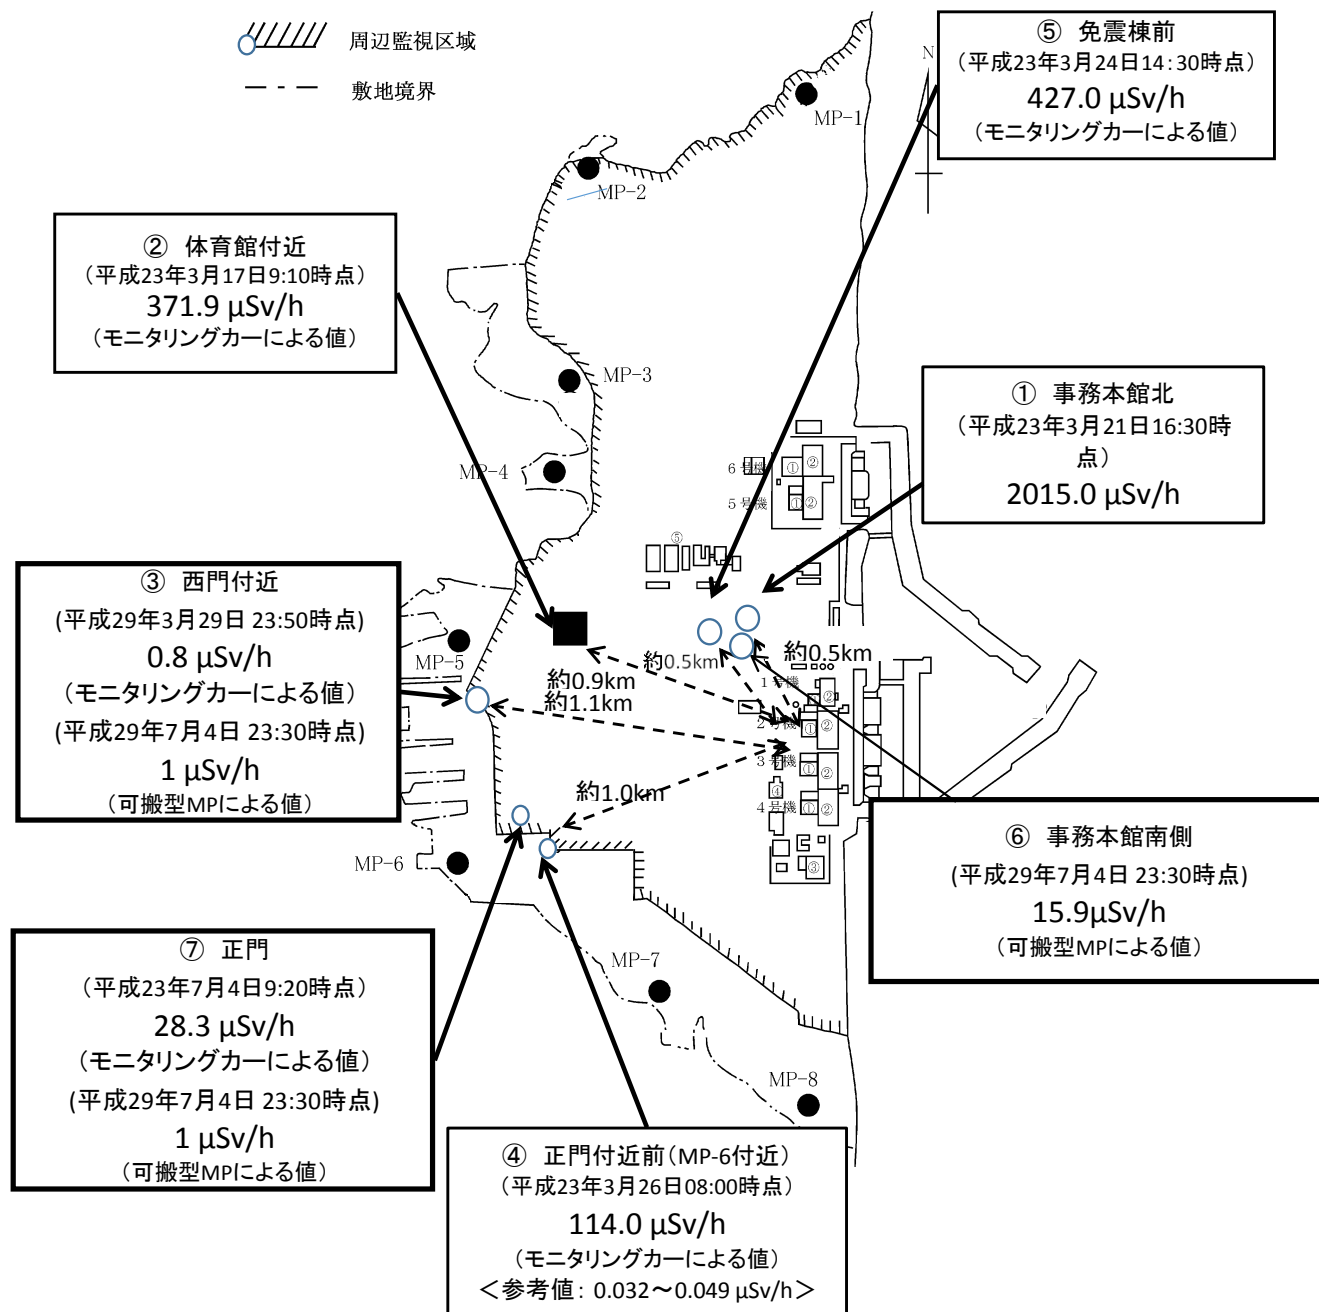 周辺監視区域
敷地境界
⑤ 免震棟前
（平成23年3月24日14：30時点）
427.0 μSv/h
（モニタリングカーによる値）
N
MP-1
MP-2
② 体育館付近
（平成23年3月17日9:10時点）
371.9 μSv/h
（モニタリングカーによる値）
MP-3
① 事務本館北
（平成23年3月21日16:30時
点）
2015.0 μSv/h
MP-4
6号機
① ②
5号機
① ②
⑤
③ 西門付近
(平成29年3月29日 23:50時点)
0.8 μSv/h
（モニタリングカーによる値）
(平成29年7月4日 23:30時点)
1 μSv/h
（可搬型MPによる値）
MP-5
約0.9km
約1.1km
約0.5km
約0.5km
1号機
②
2号機
① ②
3号機
① ②
④
4号機
① ②
③
約1.0km
MP-6
⑥ 事務本館南側
(平成29年7月4日 23:30時点)
15.9μSv/h
（可搬型MPによる値）
⑦ 正門
（平成23年7月4日9:20時点）
28.3 μSv/h
（モニタリングカーによる値）
(平成29年7月4日 23:30時点)
1 μSv/h
（可搬型MPによる値）
MP-7
MP-8
④ 正門付近前（MP-6付近）
（平成23年3月26日08:00時点）
114.0 μSv/h
（モニタリングカーによる値）
＜参考値： 0.032～0.049 μSv/h＞